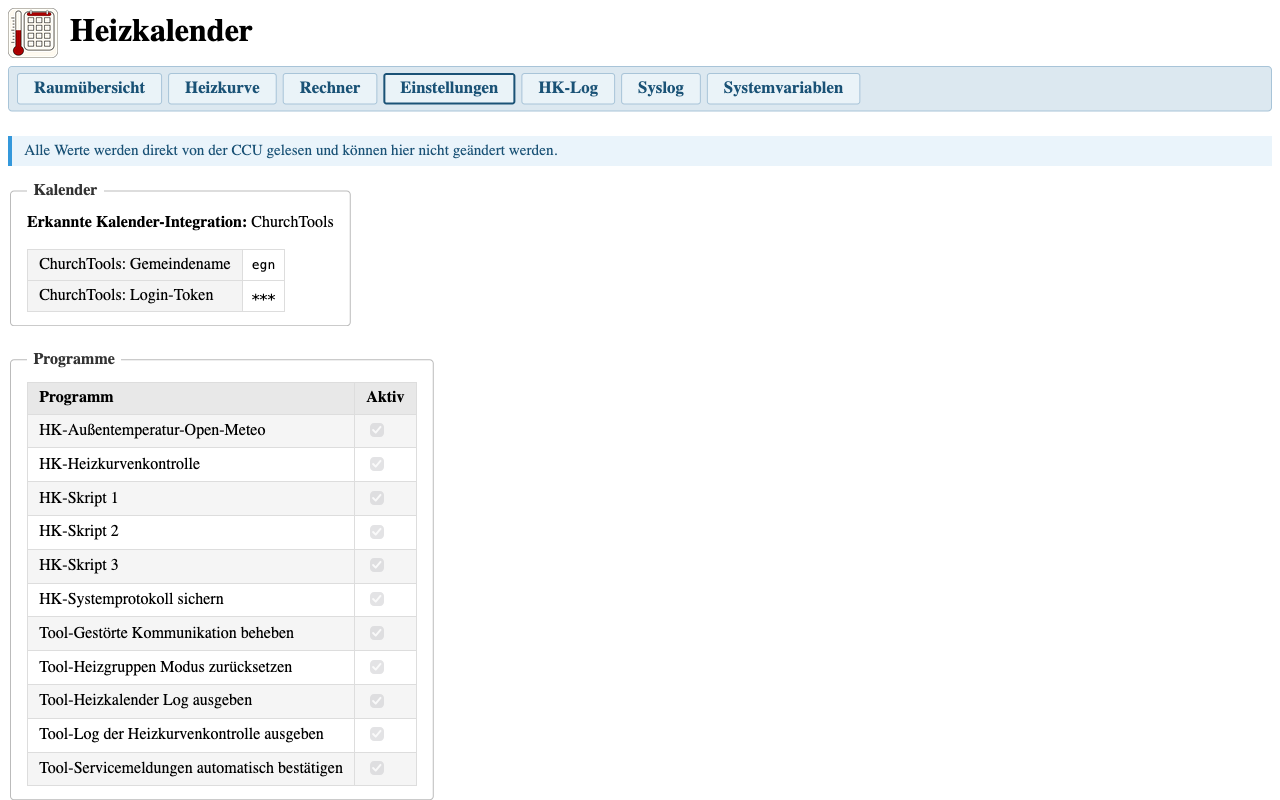 Heizkalender
Raumübersicht Heizkurve Rechner Einstellungen HK-Log Syslog Systemvariablen
Alle Werte werden direkt von der CCU gelesen und können hier nicht geändert werden.
Kalender
Erkannte Kalender-Integration: ChurchTools
ChurchTools: Gemeindename egn
ChurchTools: Login-Token ***
Programme
Programm Aktiv
HK-Außentemperatur-Open-Meteo
HK-Heizkurvenkontrolle
HK-Skript 1
HK-Skript 2
HK-Skript 3
HK-Systemprotokoll sichern
Tool-Gestörte Kommunikation beheben
Tool-Heizgruppen Modus zurücksetzen
Tool-Heizkalender Log ausgeben
Tool-Log der Heizkurvenkontrolle ausgeben
Tool-Servicemeldungen automatisch bestätigen